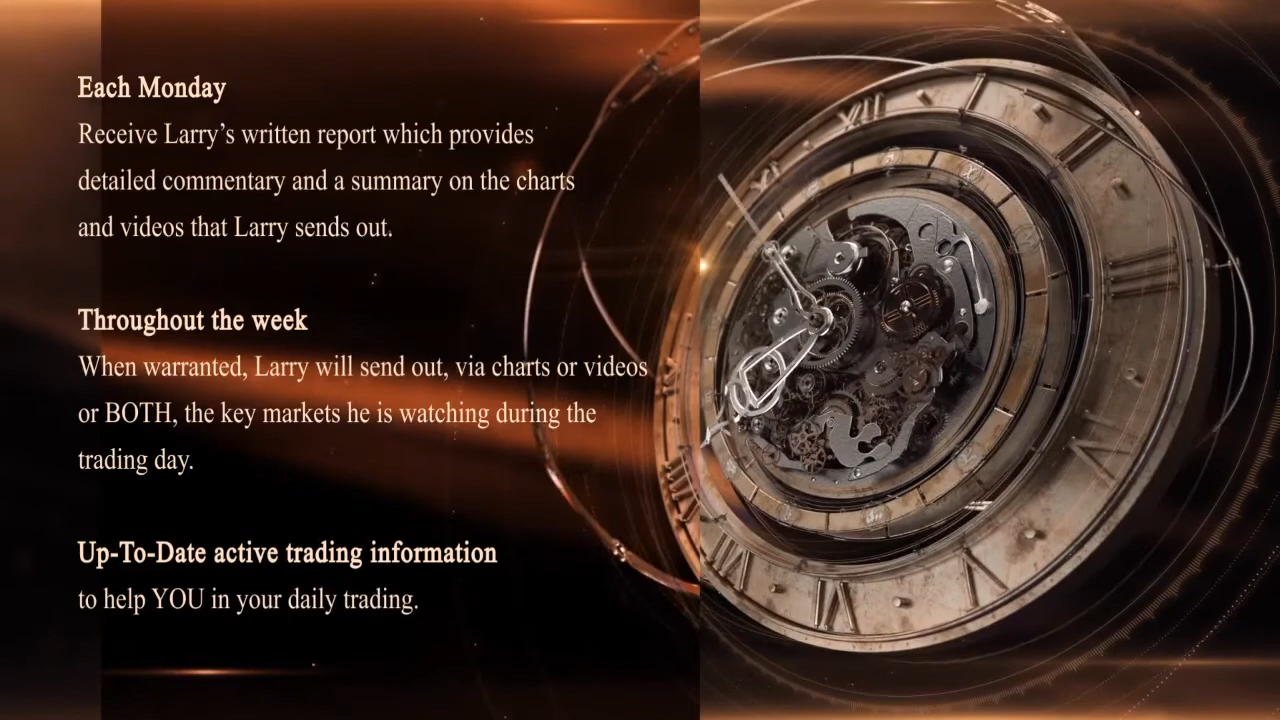 Each Monday
Receive Larry’s written report which provides
detailed commentary and a summary on the charts
and videos that Larry sends out.
Throughout the week
When warranted, Larry will send out, via charts or videos
or BOTH, the key markets he is watching during the
trading day.
Up-To-Date active trading information
to help YOU in your daily trading.